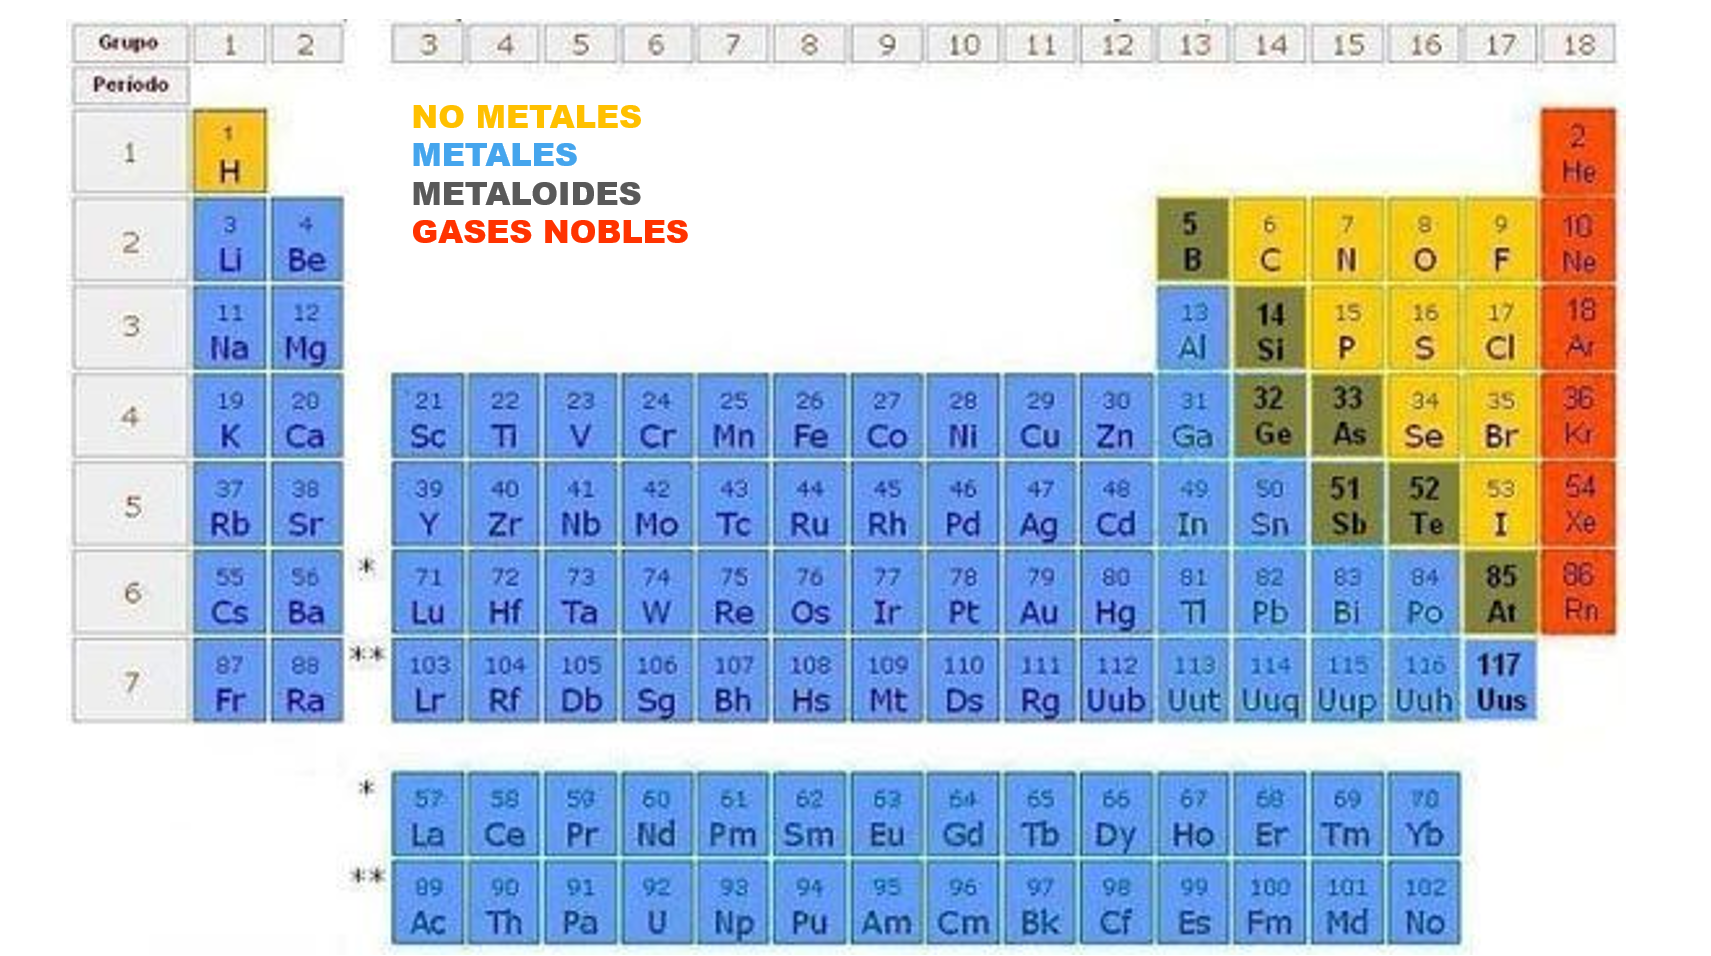 Grupo 1 2 3 4 5 6 7 8 9 10 11 12 13 14 15 16 17 18
Período
NO METALES
METALES
METALOIDES
GASES NOBLES
1 1 2
H He
2 3 4 5 6 7 8 9 10
Li Be B C N O F Ne
3 11 12 13 14 15 16 17 18
Na Mg Al Si P S Cl Ar
4 19 20 21 22 23 24 25 26 27 28 29 30 31 32 33 34 35 36
K Ca Sc Ti V Cr Mn Fe Co Ni Cu Zn Ga Ge As Se Br Kr
5 37 38 39 40 41 42 43 44 45 46 47 48 49 50 51 52 53 54
Rb Sr Y Zr Nb Mo Tc Ru Rh Pd Ag Cd In Sn Sb Te I Xe
6 55 56 * 71 72 73 74 75 76 77 78 79 80 81 82 83 84 85 86
Cs Ba Lu Hf Ta W Re Os Ir Pt Au Hg Tl Pb Bi Po At Rn
7 87 88 ** 103 104 105 106 107 108 109 110 111 112 113 114 115 116 117
Fr Ra Lr Rf Db Sg Bh Hs Mt Ds Rg Uub Uut Uuq Uup Uuh Uus
* 57 58 59 60 61 62 63 64 65 66 67 68 69 70
La Ce Pr Nd Pm Sm Eu Gd Tb Dy Ho Er Tm Yb
** 89 90 91 92 93 94 95 96 97 98 99 100 101 102
Ac Th Pa U Np Pu Am Cm Bk Cf Es Fm Md No